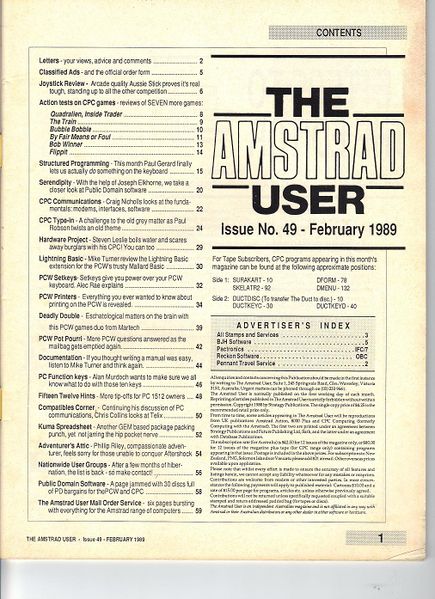 CONTENTS
Letters - your views, advice and comments 2
Classified Ads - and the official order form 5
Joystick Review - Arcade quality Aussie Stick proves it's real
tough, standing up to all the other competition 6
Action tests on CPC games - reviews of SEVEN more games:
Quadralien, Inside Trader 8
The Train 9
Bubble Bobble 10
By Fair Means or Foul 11
Bob Winner 13
Flippit 14
Structured Programming - This month Paul Gerard finally
lets us actually do something on the keyboard 15
Serendipity - With the help of Joseph Elkhorne, we take a
closer look at Public Domain software 20
CPC Communications - Craig Nicholls looks at the funda-
mentals: modems, interfaces, software 22
CPC Type-in - A challenge to the old grey matter as Paul
Robson twists an old theme 24
Hardware Project - Steven Leslie boils water and scares
away burglars with his CPC! You can too 29
Lightning Basic - Mike Turner review the Lightning Basic
extension for the PCW's trusty Mallard Basic 30
PCW Setkeys- Setkeys give you power over your PCW
keyboard. Alec Rae explains 32
PCW Printers - Everything you ever wanted to know about
printing on the PCW is revealed. 34
Deadly Double - Eschatological matters on the brain with
this PCW games duo from Martech 39
PCW Pot Pourri - More PCW questions answered as the
mailbag gets emptied again 42
Documentation - If you thought writing a manual was easy,
listen to Mike Turner and think again. 44
PC Function keys - Alan Murdoch wants to make sure we all
know what to do with those ten keys 46
Fifteen Twelve Hints - More tip-offs for PC 1512 owners 48
Compatibles Corner - Continuing his discussion of PC
communications, Chris Collins looks at Telix 50
Kuma Spreadsheet - Another GEM based package packing
punch, yet not jarring the hip pocket nerve 52
Adventurer's Attic - Philip Riley, compassionate advent-
urer, feels sorry for those unable to conquer Aftershock 54
Nationwide User Groups - After a few months of hiber-
nation, the list is back - so make contact! 56
Public Domain Software - A page jammed with 30 discs full
of PD bargains for the PCW and CPC 58
The Amstrad User Mail Order Service - six pages bursting
with everything for the Amstrad range of computers 59
THE
AMSTRAD
USER
Issue No. 49 - February 1989
For Tape Subscribers, CPC programs appearing in this month's
magazine can be found at the following approximate positions:
Side 1: SURAKART - 10 DFORM - 78
SKELATR2 - 92 DMENU - 132
Side 2: DUCTDISC (To transfer The Duct to disc) - 10
DUCTKEYC - 30 DUCTKEYD - 40
ADVERTISER'S INDEX
All Stamps and Services 3
BJH Software 5
Pactronics IFC/7
Reckon Software OBC
Pennant Travel Service 2
THE AMSTRAD USER - Issue 49 - FEBRUARY 1989
1